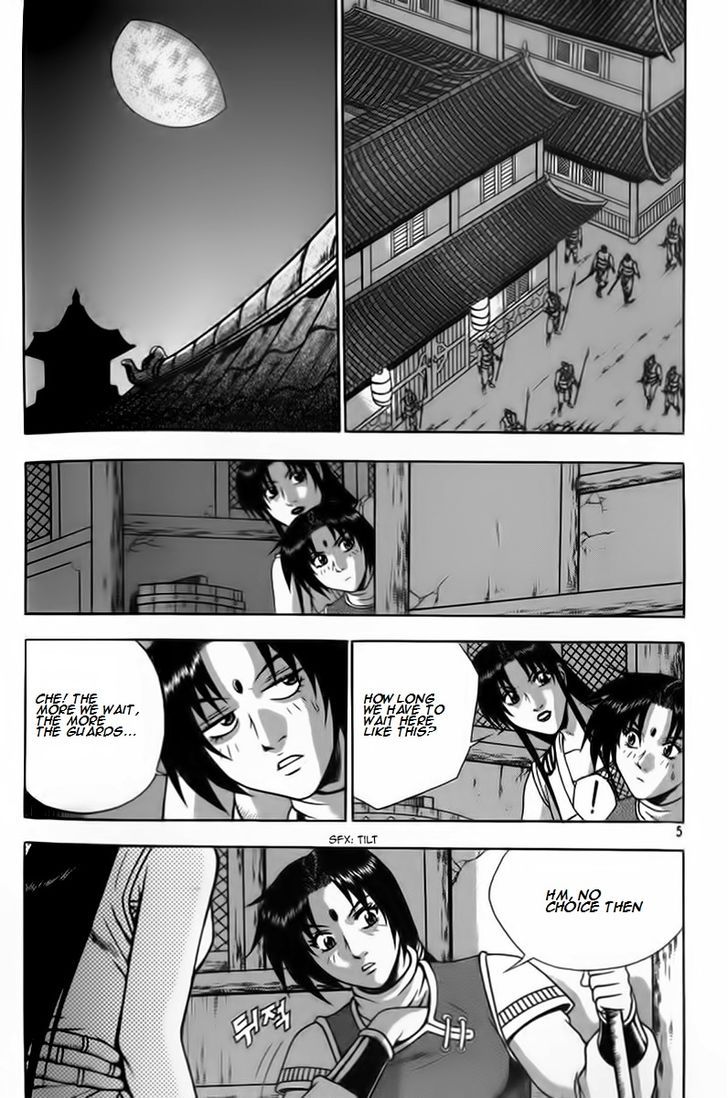 CHE! THE
MORE WE WAIT,
THE MORE
THE GUARDS...
HOW LONG
WE HAVE TO
WAIT HERE
LIKE THIS?
!
5
SFX: TILT
HM, NO
CHOICE THEN
뒤적